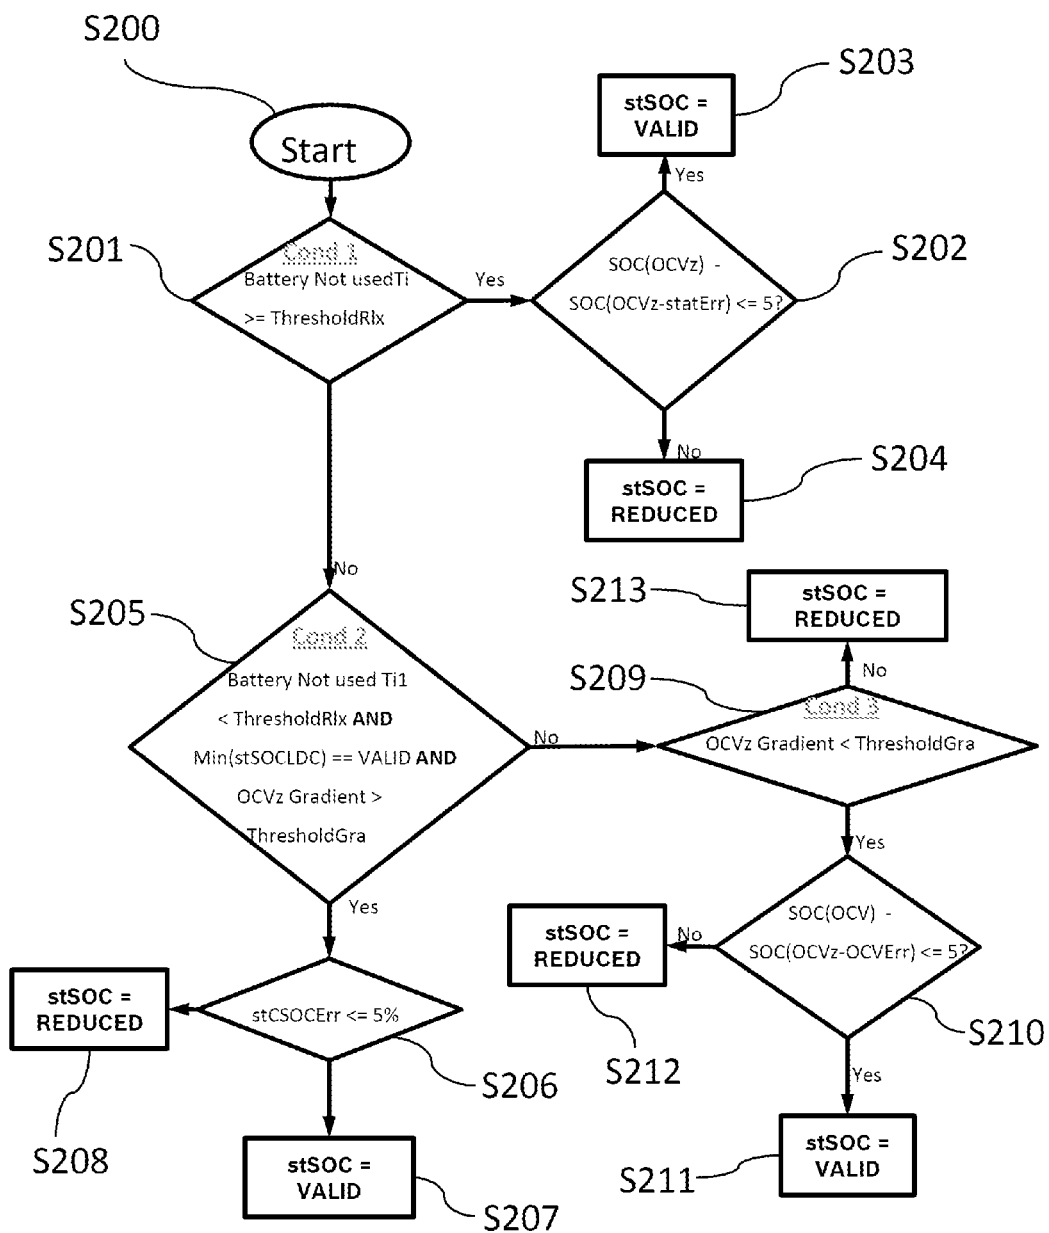 S200
Start
S201
Cond 1
Battery Not usedTi
>= ThresholdRlx
Yes
S203
stSOC =
VALID
Yes
S202
SOC(OCVz) -
SOC(OCVz-statErr) <= 5?
No
S204
stSOC =
REDUCED
No
S205
Cond 2
Battery Not used Ti1
< ThresholdRlx AND
Min(stSOCLDC) == VALID AND
OCVz Gradient >
ThresholdGra
No
S213
stSOC =
REDUCED
No
S209
Cond 3
OCVz Gradient < ThresholdGra
Yes
Yes
SOC(OCV) -
SOC(OCVz-OCVErr) <= 5?
No
stSOC =
REDUCED
S212
S210
Yes
stSOC =
VALID
S211
stCSOCErr <= 5%
S206
stSOC =
REDUCED
S208
stSOC =
VALID
S207